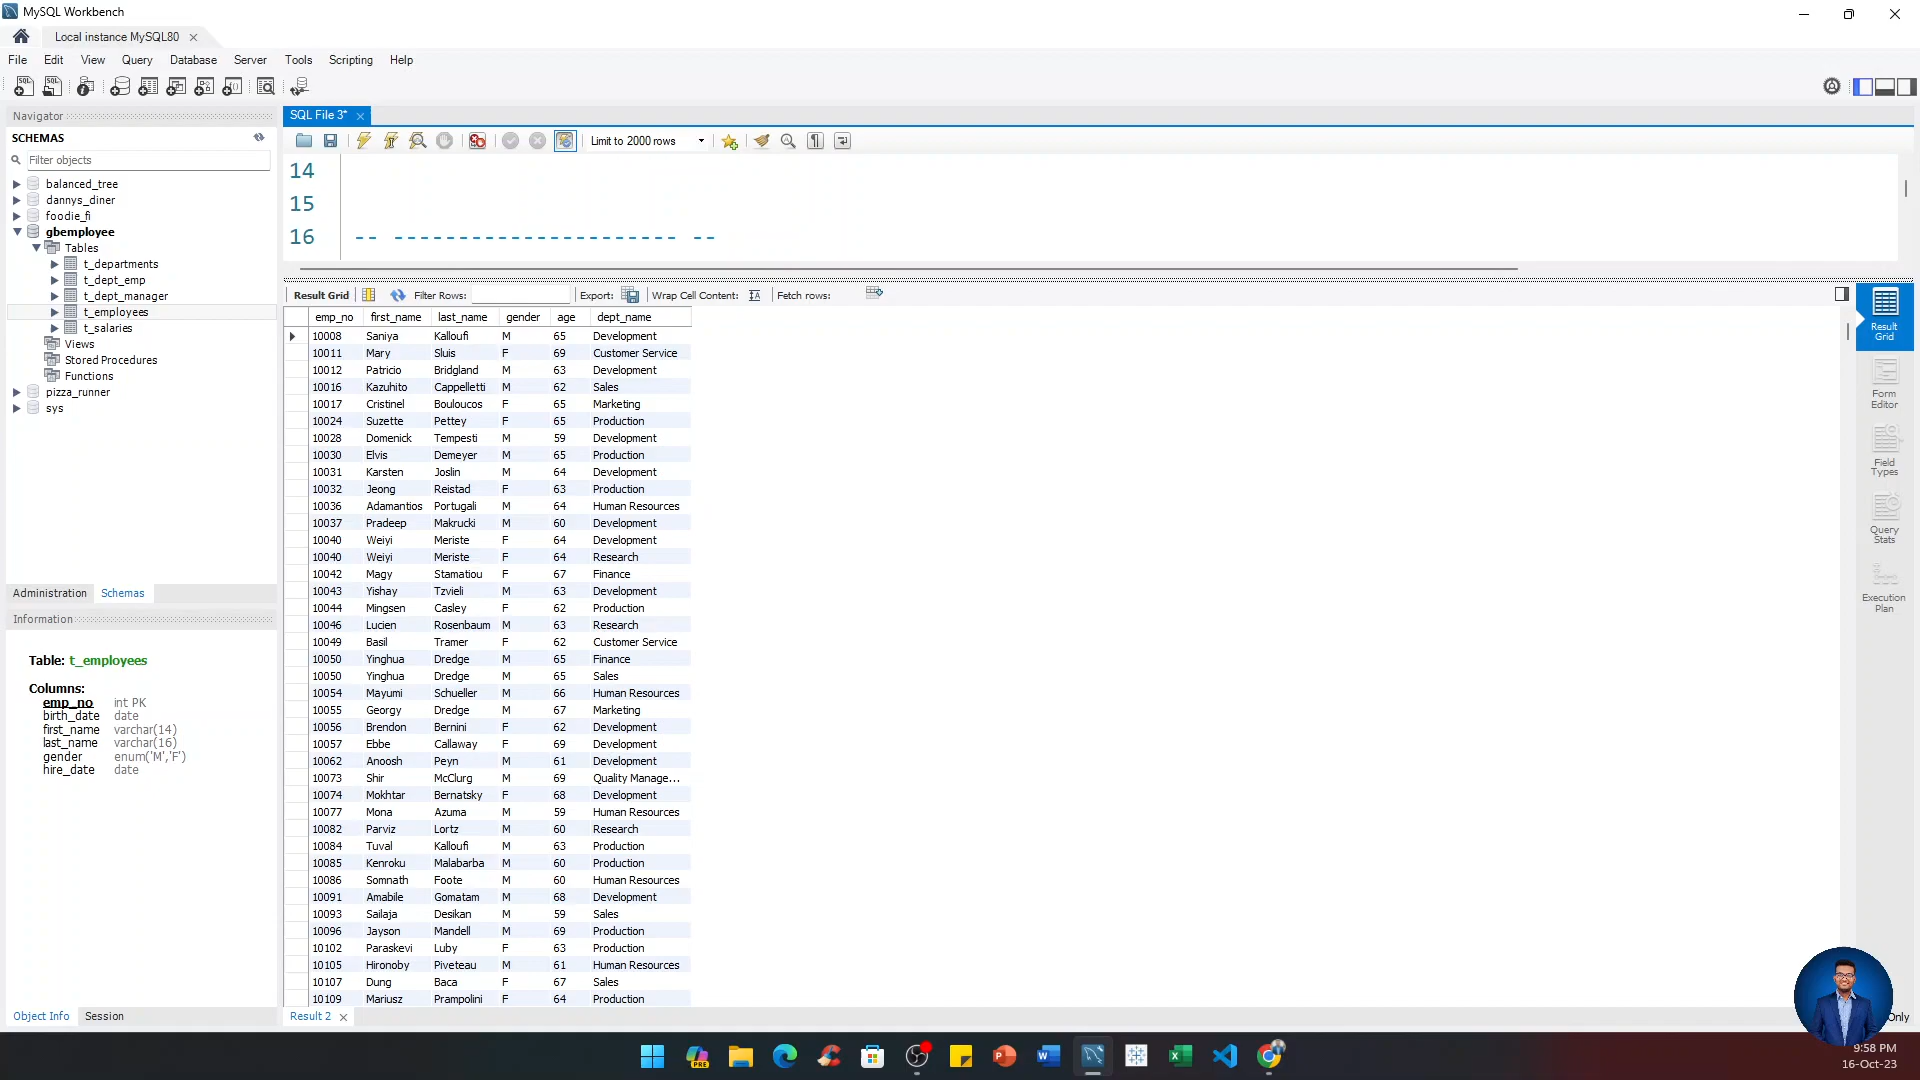 MySQL Workbench
Local instance MySQL80
File Edit View Query Database Server Tools Scripting Help
Navigator
SCHEMAS
Filter objects
balanced_tree
dannys_diner
foodie_fi
gbemployee
Tables
t_departments
t_dept_emp
t_dept_manager
t_employees
t_salaries
Views
Stored Procedures
Functions
pizza_runner
sys
Administration Schemas
Information
Table: t_employees
Columns:
emp_no int PK
birth_date date
first_name varchar(14)
last_name varchar(16)
gender enum('M','F')
hire_date date
Object Info Session
SQL File 3*
Limit to 2000 rows
14
15
16 -- ---------------------- --
Result Grid Filter Rows: Export: Wrap Cell Content: Fetch rows:
emp_no first_name last_name gender age dept_name
10008 Saniya Kalloufi M 65 Development
10011 Mary Sluis F 69 Customer Service
10012 Patricio Bridgland M 63 Development
10016 Kazuhito Cappelletti M 62 Sales
10017 Cristinel Bouloucos F 65 Marketing
10024 Suzette Pettey F 65 Production
10028 Domenick Tempesti M 59 Development
10030 Elvis Demeyer M 65 Production
10031 Karsten Joslin M 64 Development
10032 Jeong Reistad F 63 Production
10036 Adamantios Portugali M 64 Human Resources
10037 Pradeep Makrucki M 60 Development
10040 Weiyi Meriste F 64 Development
10040 Weiyi Meriste F 64 Research
10042 Magy Stamatiou F 67 Finance
10043 Yishay Tzvieli M 63 Development
10044 Mingsen Casley F 62 Production
10046 Lucien Rosenbaum M 63 Research
10049 Basil Tramer F 62 Customer Service
10050 Yinghua Dredge M 65 Finance
10050 Yinghua Dredge M 65 Sales
10054 Mayumi Schueller M 66 Human Resources
10055 Georgy Dredge M 67 Marketing
10056 Brendon Bernini F 62 Development
10057 Ebbe Callaway F 69 Development
10062 Anoosh Peyn M 61 Development
10073 Shir McClurg M 69 Quality Manage...
10074 Mokhtar Bernatsky F 68 Development
10077 Mona Azuma M 59 Human Resources
10082 Parviz Lortz M 60 Research
10084 Tuval Kalloufi M 63 Production
10085 Kenroku Malabarba M 60 Production
10086 Somnath Foote M 60 Human Resources
10091 Amabile Gomatam M 68 Development
10093 Sailaja Desikan M 59 Sales
10096 Jayson Mandell M 69 Production
10102 Paraskevi Luby F 63 Production
10105 Hironoby Piveteau M 61 Human Resources
10107 Dung Baca F 67 Sales
10109 Mariusz Prampolini F 64 Production
Result 2
Result
Grid
Form
Editor
Field
Types
Query
Stats
Execution
Plan
Only
9:58 PM
16-Oct-23